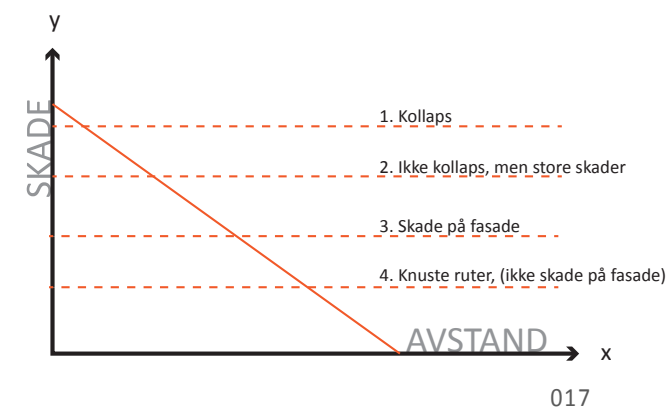 y
SKADE
1. Kollaps
2. Ikke kollaps, men store skader
3. Skade på fasade
4. Knuste ruter, (ikke skade på fasade)
AVSTAND
x
017